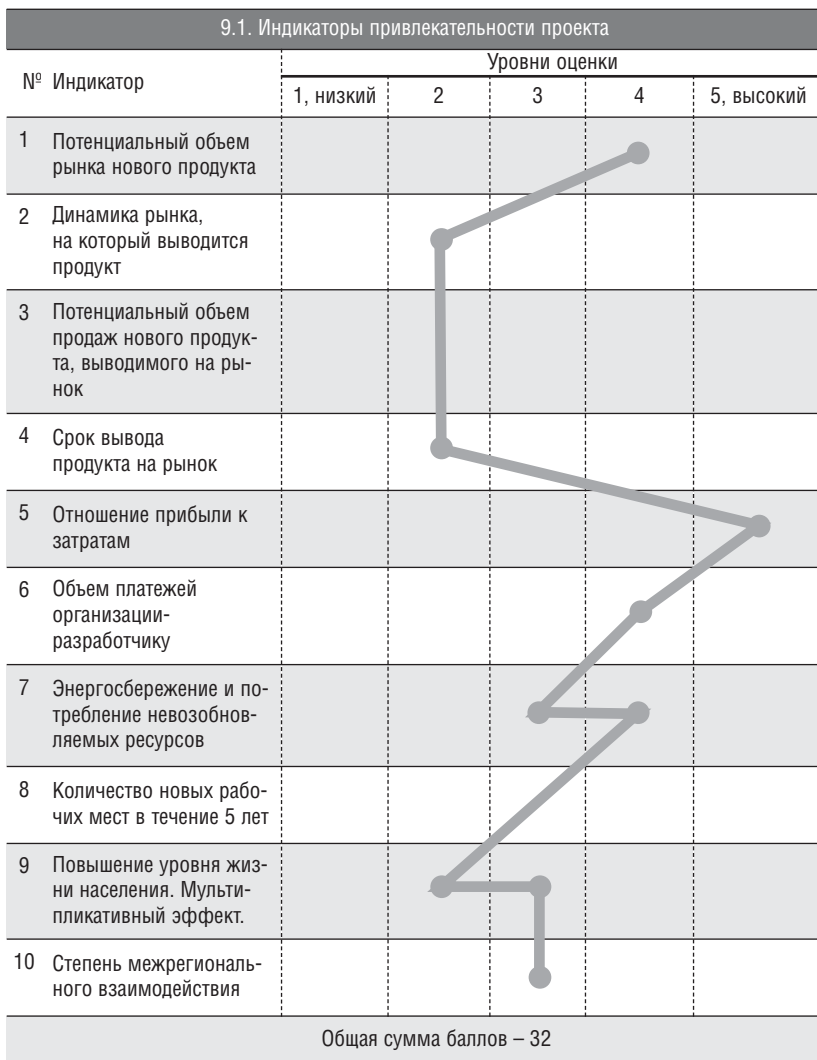 9.1. Индикаторы привлекательности проекта
№ Индикатор
Уровни оценки
1, низкий 2 3 4 5, высокий
1 Потенциальный объем
рынка нового продукта
2 Динамика рынка,
на который выводится
продукт
3 Потенциальный объем
продаж нового продук-
та, выводимого на ры-
нок
4 Срок вывода
продукта на рынок
5 Отношение прибыли к
затратам
6 Объем платежей
организации-
разработчику
7 Энергосбережение и по-
требление невозобнов-
ляемых ресурсов
8 Количество новых рабо-
чих мест в течение 5 лет
9 Повышение уровня жиз-
ни населения. Мульти-
пликативный эффект.
10 Степень межрегиональ-
ного взаимодействия
Общая сумма баллов – 32